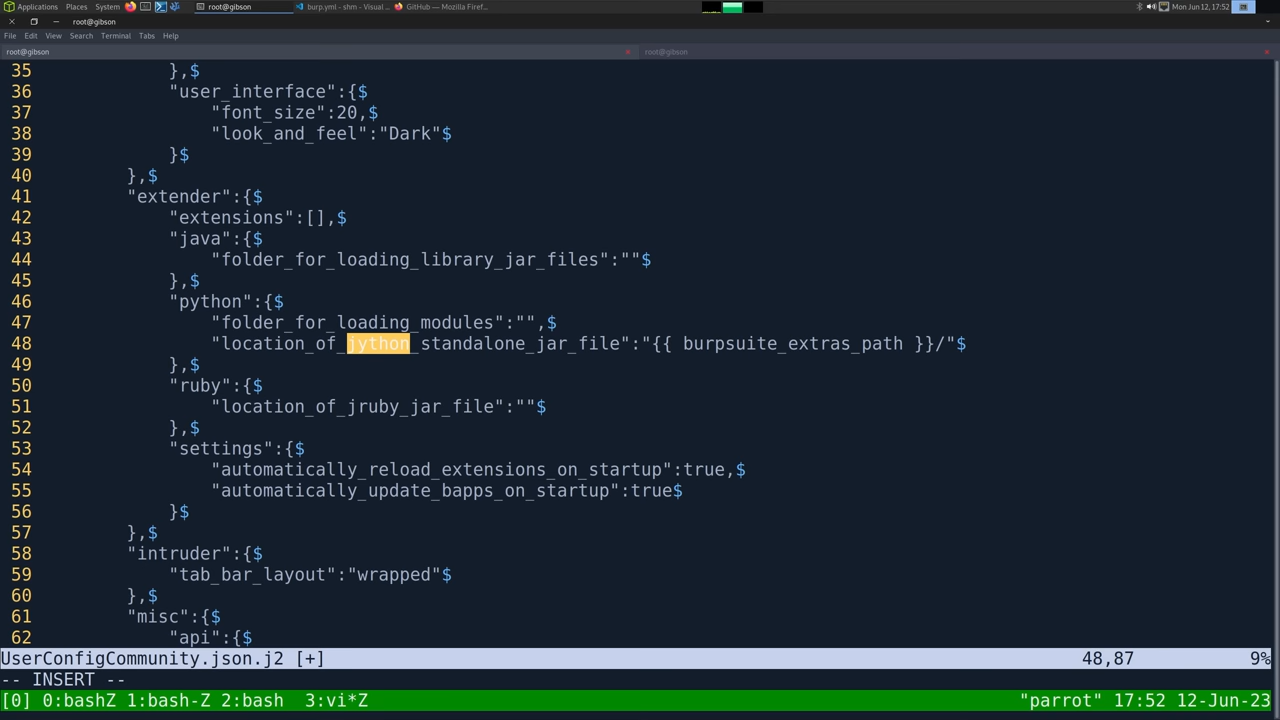 Applications Places System root@gibson burp.yml - shm - Visual ... GitHub — Mozilla Firef... Mon Jun 12, 17:52
root@gibson
File Edit View Search Terminal Tabs Help
root@gibson root@gibson
35 },$
36 "user_interface":{$
37 "font_size":20,$
38 "look_and_feel":"Dark"$
39 }$
40 },$
41 "extender":{$
42 "extensions":[],$
43 "java":{$
44 "folder_for_loading_library_jar_files":""$
45 },$
46 "python":{$
47 "folder_for_loading_modules":"",$
48 "location_of_jython_standalone_jar_file":"{{ burpsuite_extras_path }}/"$
49 },$
50 "ruby":{$
51 "location_of_jruby_jar_file":""$
52 },$
53 "settings":{$
54 "automatically_reload_extensions_on_startup":true,$
55 "automatically_update_bapps_on_startup":true$
56 }$
57 },$
58 "intruder":{$
59 "tab_bar_layout":"wrapped"$
60 },$
61 "misc":{$
62 "api":{$
UserConfigCommunity.json.j2 [+] 48,87 9%
-- INSERT --
[0] 0:bashZ 1:bash-Z 2:bash 3:vi*Z "parrot" 17:52 12-Jun-23